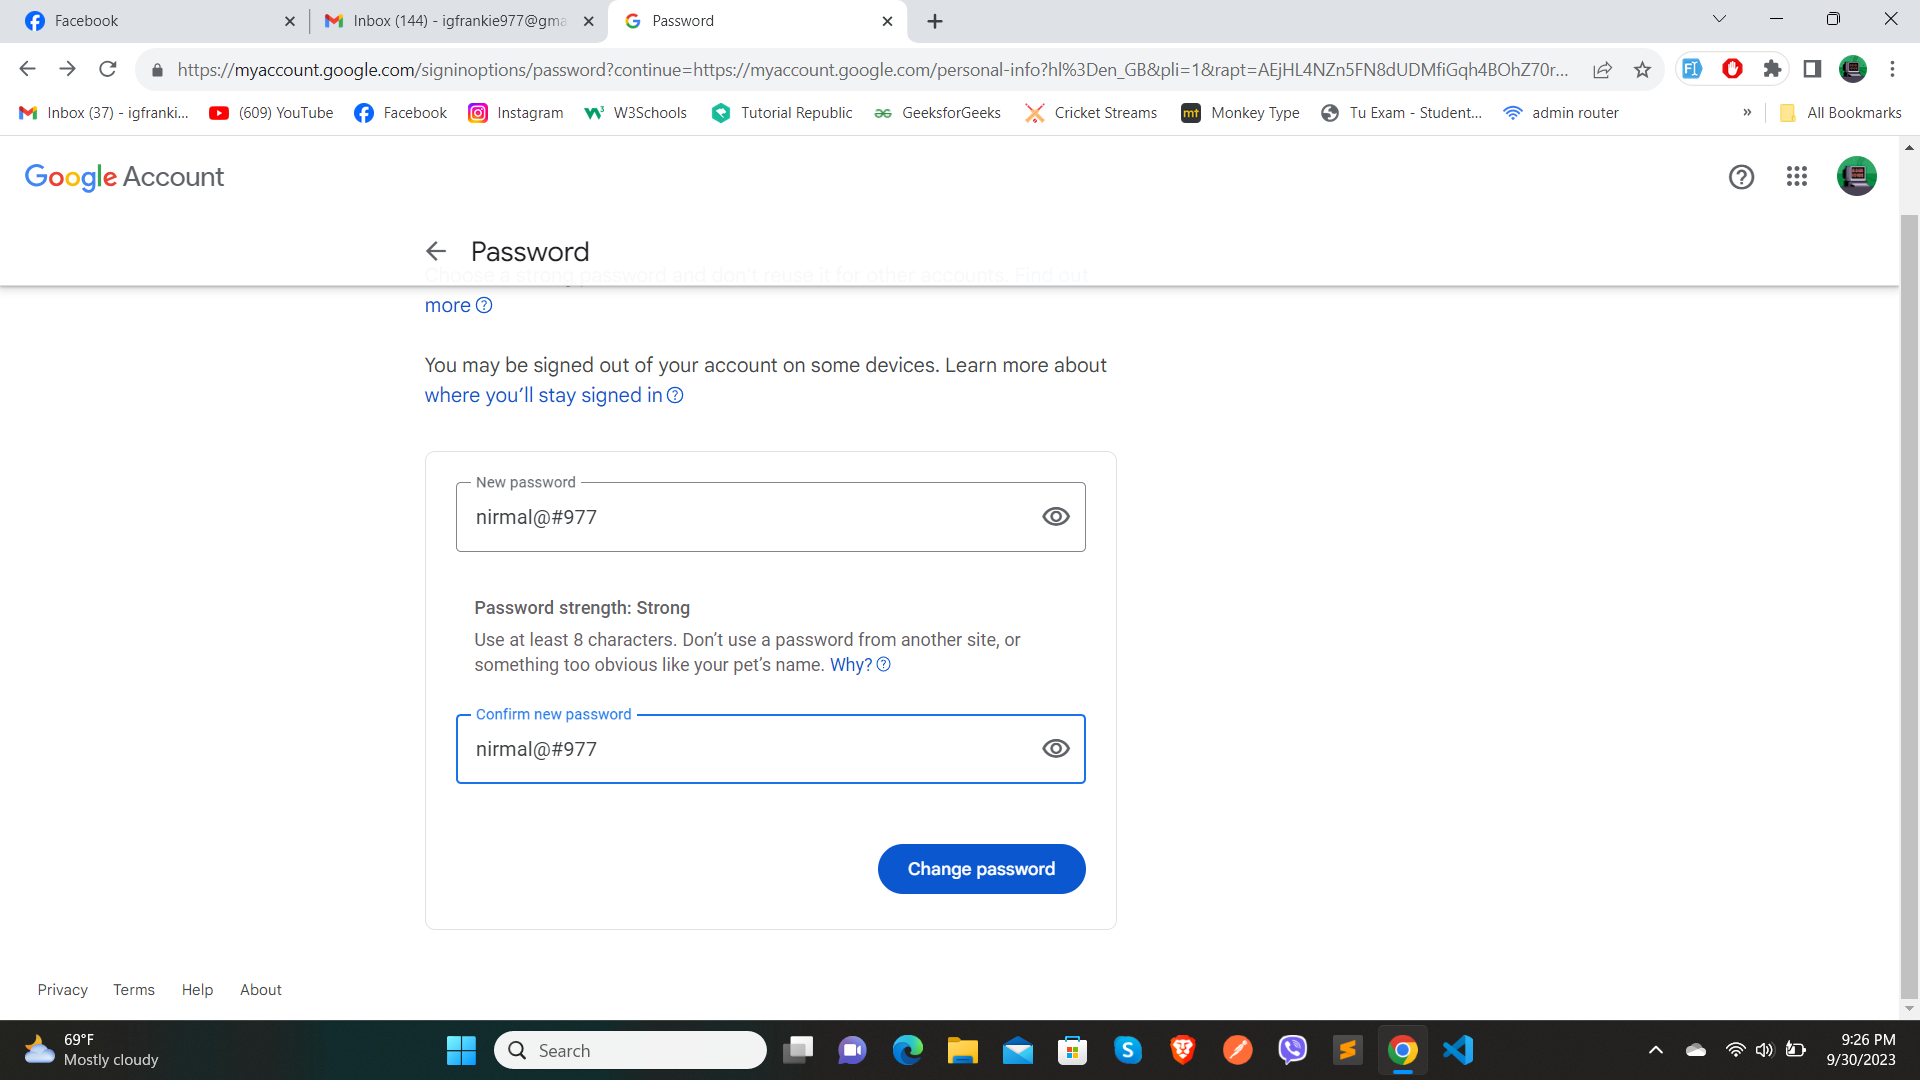 Facebook
Inbox (144) - igfrankie977@gma
Password
https://myaccount.google.com/signinoptions/password?continue=https://myaccount.google.com/personal-info?hl%3Den_GB&pli=1&rapt=AEjHL4NZn5FN8dUDMfiGqh4BOhZ70r...
Inbox (37) - igfranki...
(609) YouTube
Facebook
Instagram
W3Schools
Tutorial Republic
GeeksforGeeks
Cricket Streams
mt Monkey Type
Tu Exam - Student...
admin router
»
All Bookmarks
Google Account
Password
Choose a strong password and don't reuse it for other accounts. Find out
more
You may be signed out of your account on some devices. Learn more about
where you’ll stay signed in
New password
nirmal@#977
Password strength: Strong
Use at least 8 characters. Don’t use a password from another site, or
something too obvious like your pet’s name. Why?
Confirm new password
nirmal@#977
Change password
Privacy Terms Help About
69°F
Mostly cloudy
Search
9:26 PM
9/30/2023